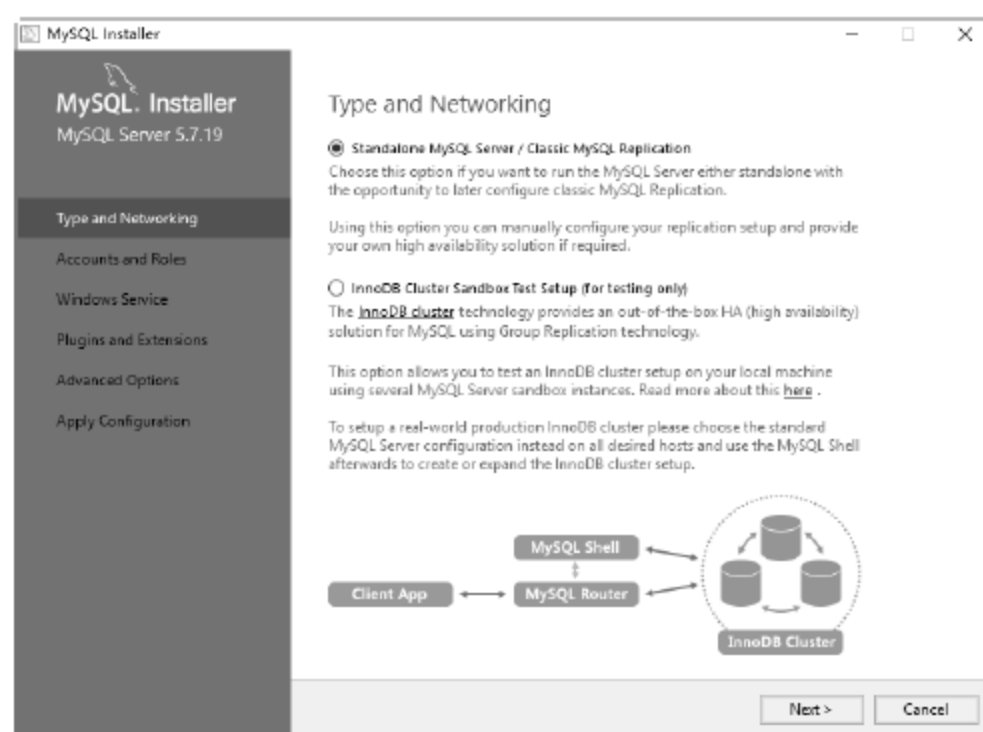 MySQL Installer
MySQL. Installer
MySQL Server 5.7.19
Type and Networking
Accounts and Roles
Windows Service
Plugins and Extensions
Advanced Options
Apply Configuration
Type and Networking
Standalone MySQL Server / Classic MySQL Replication
Choose this option if you want to run the MySQL Server either standalone with
the opportunity to later configure classic MySQL Replication.
Using this option you can manually configure your replication setup and provide
your own high availability solution if required.
InnoDB Cluster Sandbox Test Setup (for testing only)
The InnoDB cluster technology provides an out-of-the-box HA (high availability)
solution for MySQL using Group Replication technology.
This option allows you to test an InnoDB cluster setup on your local machine
using several MySQL Server sandbox instances. Read more about this here .
To setup a real-world production InnoDB cluster please choose the standard
MySQL Server configuration instead on all desired hosts and use the MySQL Shell
afterwards to create or expand the InnoDB cluster setup.
MySQL Shell
Client App
MySQL Router
InnoDB Cluster
Next >
Cancel